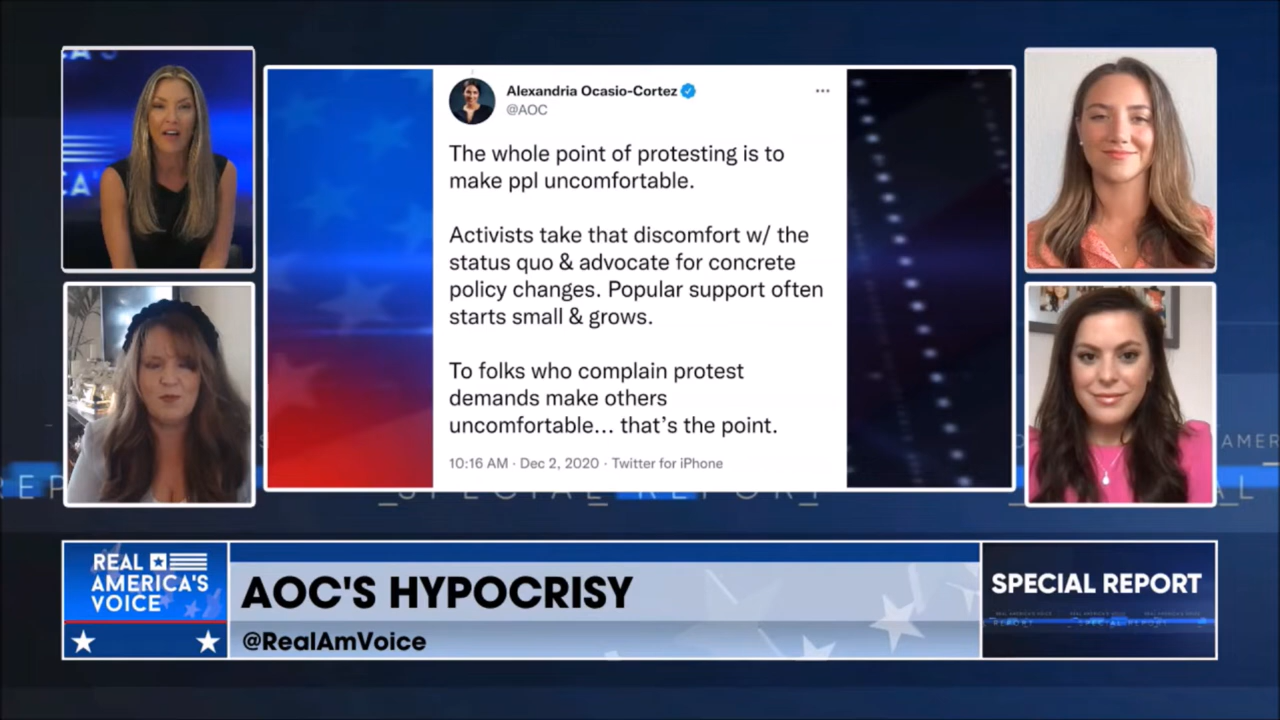 Alexandria Ocasio-Cortez
@AOC
The whole point of protesting is to
make ppl uncomfortable.
Activists take that discomfort w/ the
status quo & advocate for concrete
policy changes. Popular support often
starts small & grows.
To folks who complain protest
demands make others
uncomfortable... that's the point.
10:16 AM · Dec 2, 2020 · Twitter for iPhone
REAL
AMERICA'S
VOICE
AOC'S HYPOCRISY
@RealAmVoice
SPECIAL REPORT